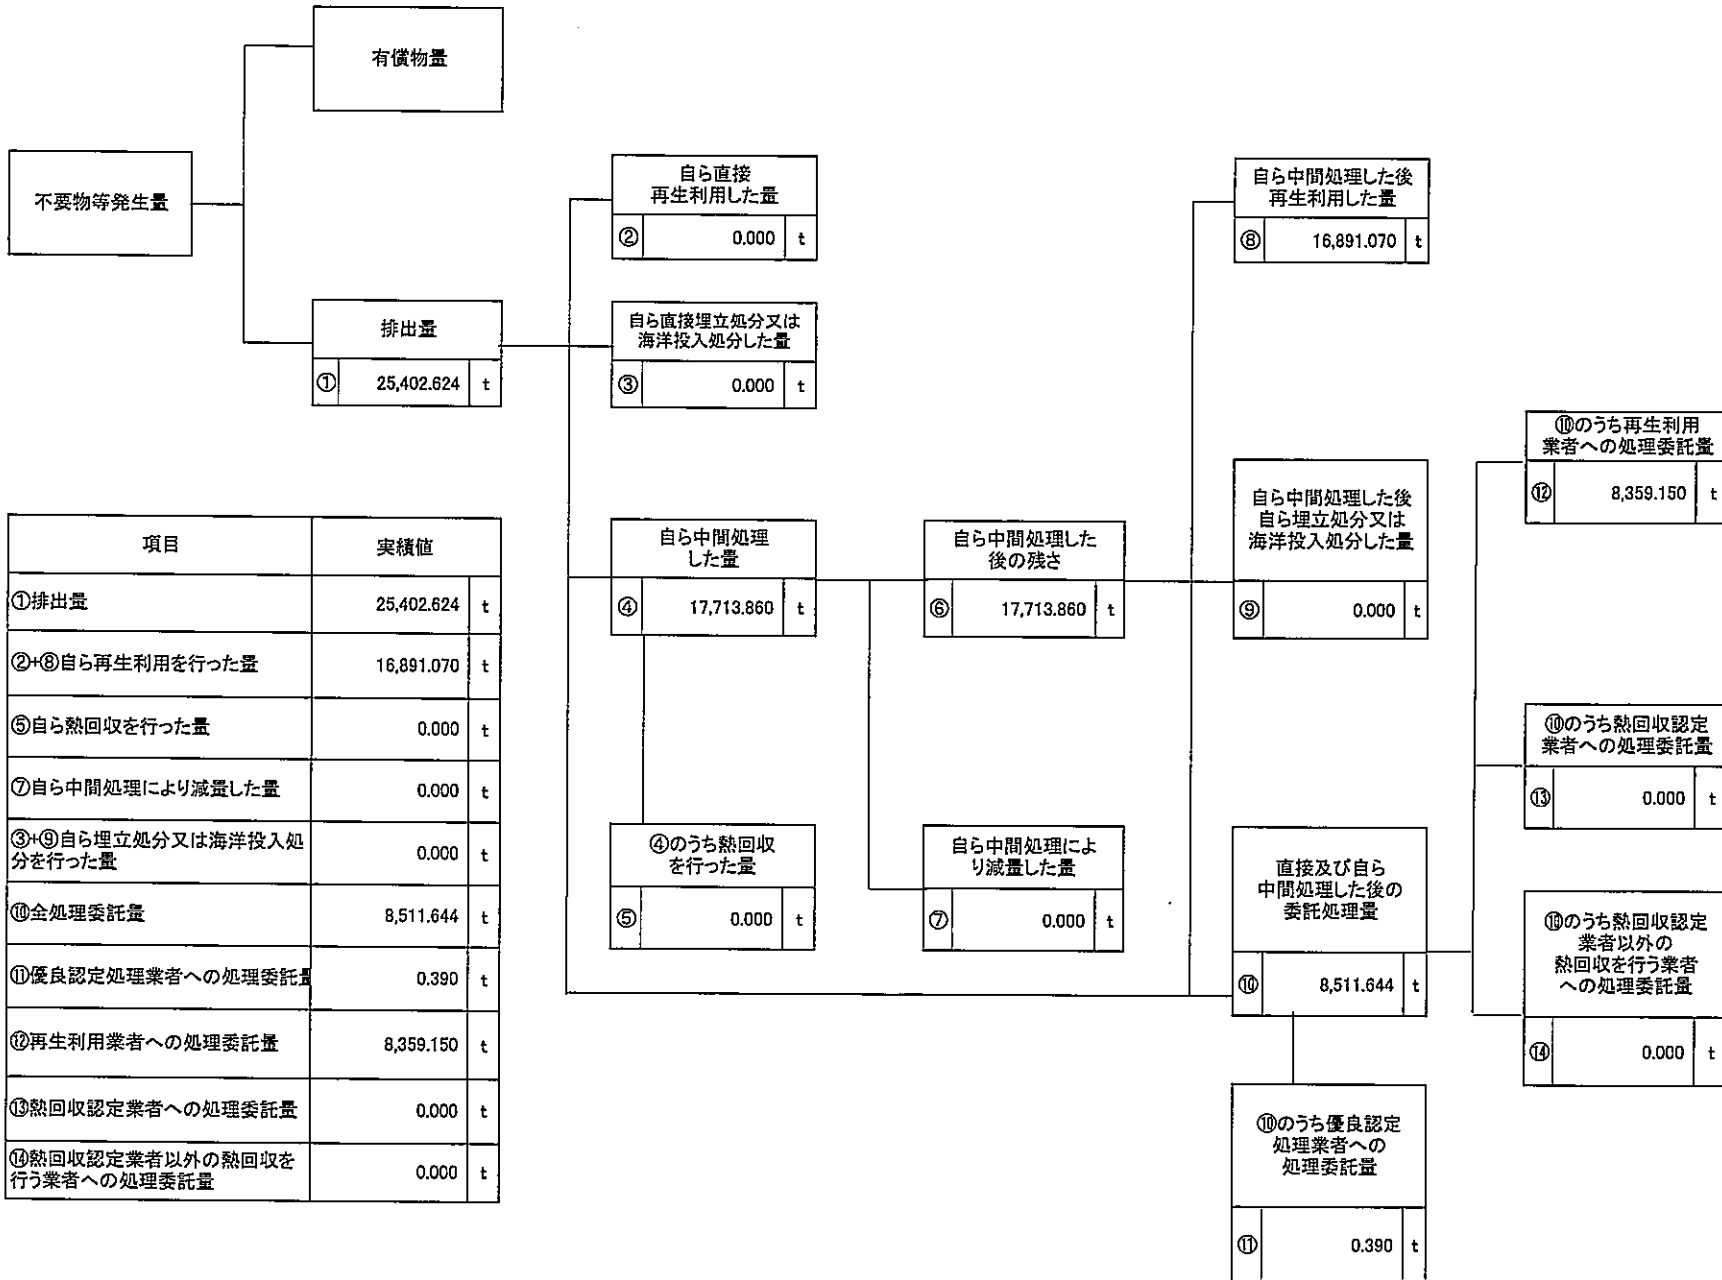 有償物量
不要物等発生量
排出量
① 25,402.624 t
自ら直接
再生利用した量
② 0.000 t
自ら直接埋立処分又は
海洋投入処分した量
③ 0.000 t
自ら中間処理
した量
④ 17,713.860 t
④のうち熱回収
を行った量
⑤ 0.000 t
自ら中間処理した
後の残さ
⑥ 17,713.860 t
自ら中間処理によ
り減量した量
⑦ 0.000 t
自ら中間処理した後
再生利用した量
⑧ 16,891.070 t
自ら中間処理した後
自ら埋立処分又は
海洋投入処分した量
⑨ 0.000 t
直接及び自ら
中間処理した後の
委託処理量
⑩ 8,511.644 t
⑩のうち優良認定
処理業者への
処理委託量
⑪ 0.390 t
⑩のうち再生利用
業者への処理委託量
⑫ 8,359.150 t
⑩のうち熱回収認定
業者への処理委託量
⑬ 0.000 t
⑩のうち熱回収認定
業者以外の
熱回収を行う業者
への処理委託量
⑭ 0.000 t
項目 実績値
①排出量 25,402.624 t
②+⑧自ら再生利用を行った量 16,891.070 t
⑤自ら熱回収を行った量 0.000 t
⑦自ら中間処理により減量した量 0.000 t
③+⑨自ら埋立処分又は海洋投入処
分を行った量 0.000 t
⑩全処理委託量 8,511.644 t
⑪優良認定処理業者への処理委託量 0.390 t
⑫再生利用業者への処理委託量 8,359.150 t
⑬熱回収認定業者への処理委託量 0.000 t
⑭熱回収認定業者以外の熱回収を
行う業者への処理委託量 0.000 t